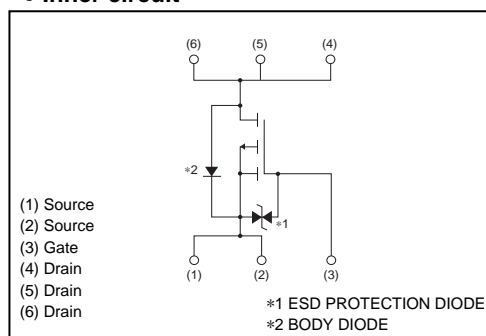 • Inner circuit
(6) (5) (4)
∗2
∗1
(1) Source
(2) Source
(3) Gate
(4) Drain
(5) Drain
(6) Drain
(1) (2) (3)
∗1 ESD PROTECTION DIODE
∗2 BODY DIODE